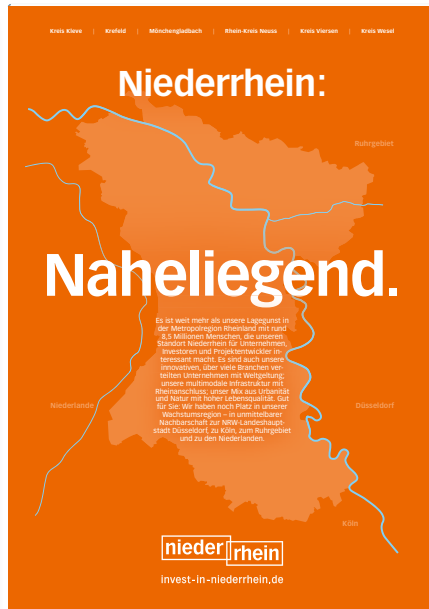 Kreis Kleve | Krefeld | Mönchengladbach | Rhein-Kreis Neuss | Kreis Viersen | Kreis Wesel
Niederrhein:
Ruhrgebiet
Naheliegend.
Es ist weit mehr als unsere Lagegunst in
der Metropolregion Rheinland mit rund
8,5 Millionen Menschen, die unseren
Standort Niederrhein für Unternehmen,
Investoren und Projektentwickler in-
teressant macht. Es sind auch unsere
innovativen, über viele Branchen ver-
teilten Unternehmen mit Weltgeltung;
unsere multimodale Infrastruktur mit
Rheinanschluss; unser Mix aus Urbanität
und Natur mit hoher Lebensqualität. Gut
für Sie: Wir haben noch Platz in unserer
Wachstumsregion – in unmittelbarer
Nachbarschaft zur NRW-Landeshaupt-
stadt Düsseldorf, zu Köln, zum Ruhrgebiet
und zu den Niederlanden.
Niederlande
Düsseldorf
Köln
nieder rhein
invest-in-niederrhein.de